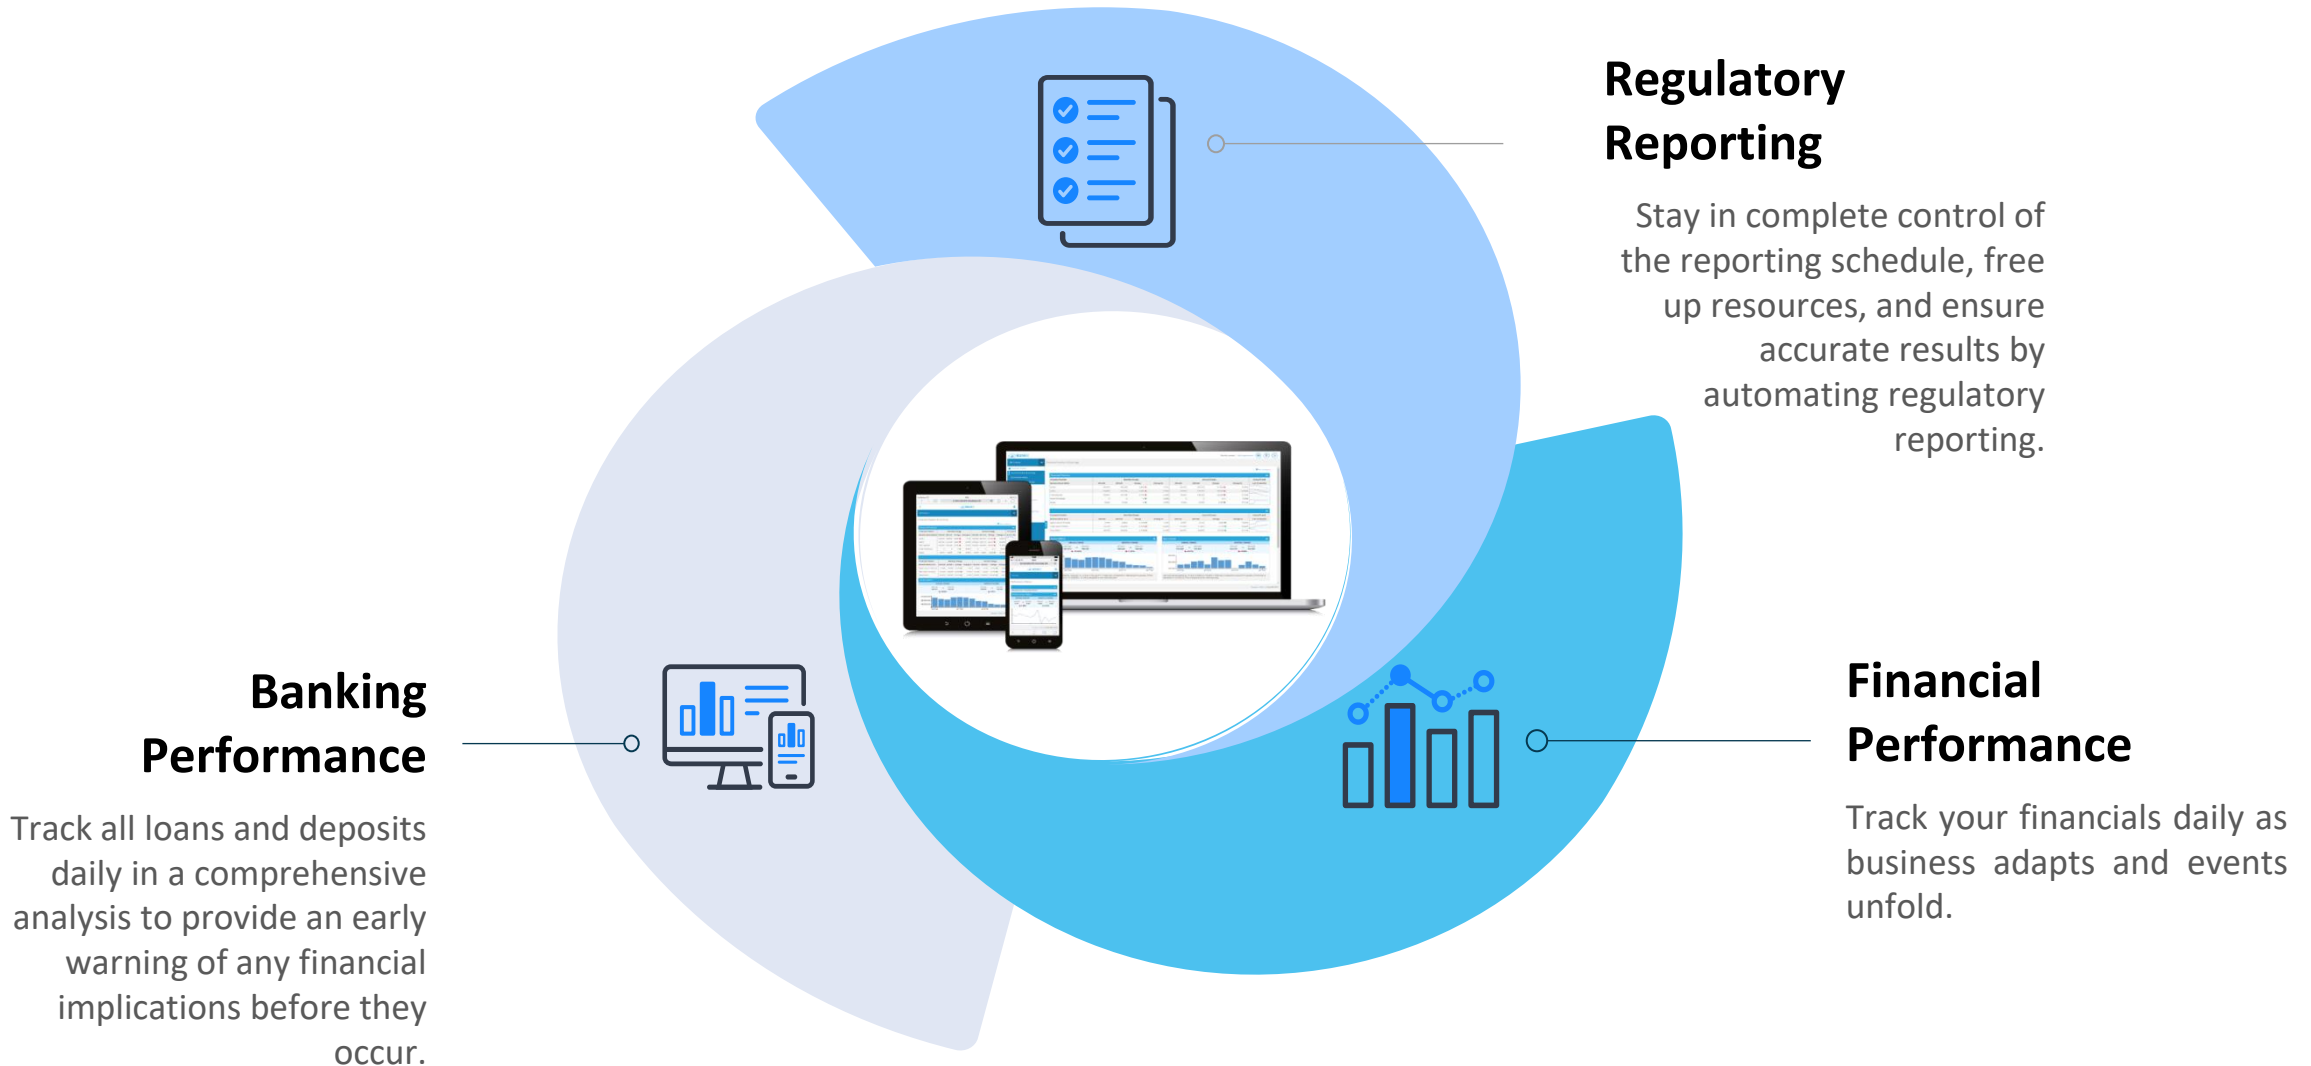 Regulatory
Reporting
Stay in complete control of
the reporting schedule, free
up resources, and ensure
accurate results by
automating regulatory
reporting.
Banking
Performance
Track all loans and deposits
daily in a comprehensive
analysis to provide an early
warning of any financial
implications before they
occur.
Financial
Performance
Track your financials daily as
business adapts and events
unfold.